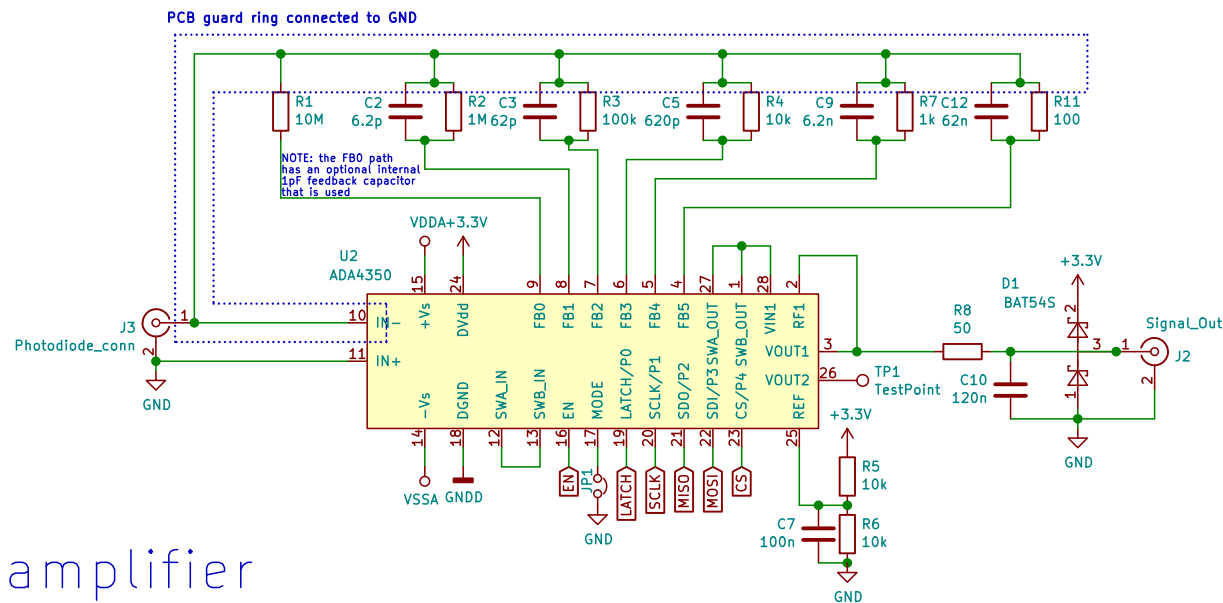 PCB guard ring connected to GND
R1
10M
C2
6.2p
R2
1M
C3
62p
R3
100k
C5
620p
R4
10k
C9
6.2n
R7
1k
C12
62n
R11
100
NOTE: the FB0 path
has an optional internal
1pF feedback capacitor
that is used
VDDA
+3.3V
U2
ADA4350
15
24
9
8
7
6
5
4
27
1
28
2
+Vs
DVdd
FB0
FB1
FB2
FB3
FB4
FB5
SWA_OUT
SWB_OUT
VIN1
RF1
J3
Photodiode_conn
1
2
GND
10
IN-
11
IN+
VOUT1
3
VOUT2
26
TP1
TestPoint
-Vs
DGND
SWA_IN
SWB_IN
EN
MODE
LATCH/P0
SCLK/P1
SDO/P2
SDI/P3
CS/P4
REF
14
18
12
13
16
17
19
20
21
22
23
25
VSSA
GNDD
EN
JP1
GND
LATCH
SCLK
MISO
MOSI
CS
+3.3V
R5
10k
C7
100n
R6
10k
GND
R8
50
C10
120n
+3.3V
D1
BAT54S
2
3
1
GND
Signal_Out
1
J2
2
amplifier